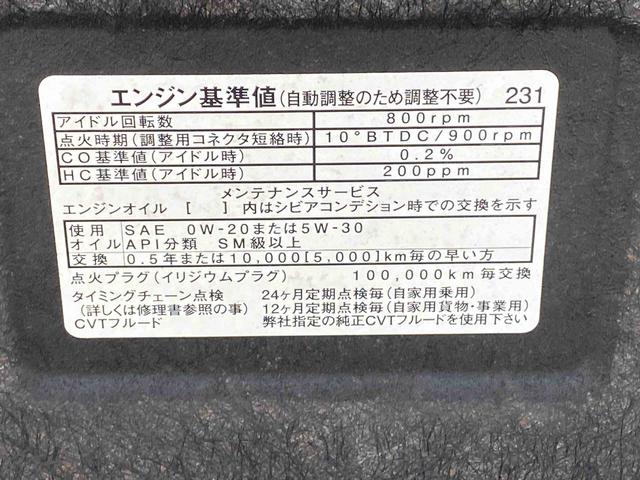 エンジン基準値(自動調整のため調整不要) 231
アイドル回転数 800rpm
点火時期(調整用コネクタ短絡時) 10°BTDC/900rpm
CO基準値(アイドル時) 0.2%
HC基準値(アイドル時) 200ppm
メンテナンスサービス
エンジンオイル [ ] 内はシビアコンデション時での交換を示す
使用 SAE 0W-20または5W-30
オイル API分類 SM級以上
交換 0.5年または10,000[5,000]km毎の早い方
点火プラグ(イリジウムプラグ) 100,000km毎交換
タイミングチェーン点検 24ヶ月定期点検毎(自家用乗用)
(詳しくは修理書参照の事) 12ヶ月定期点検毎(自家用貨物・事業用)
CVTフルード 弊社指定の純正CVTフルードを使用下さい